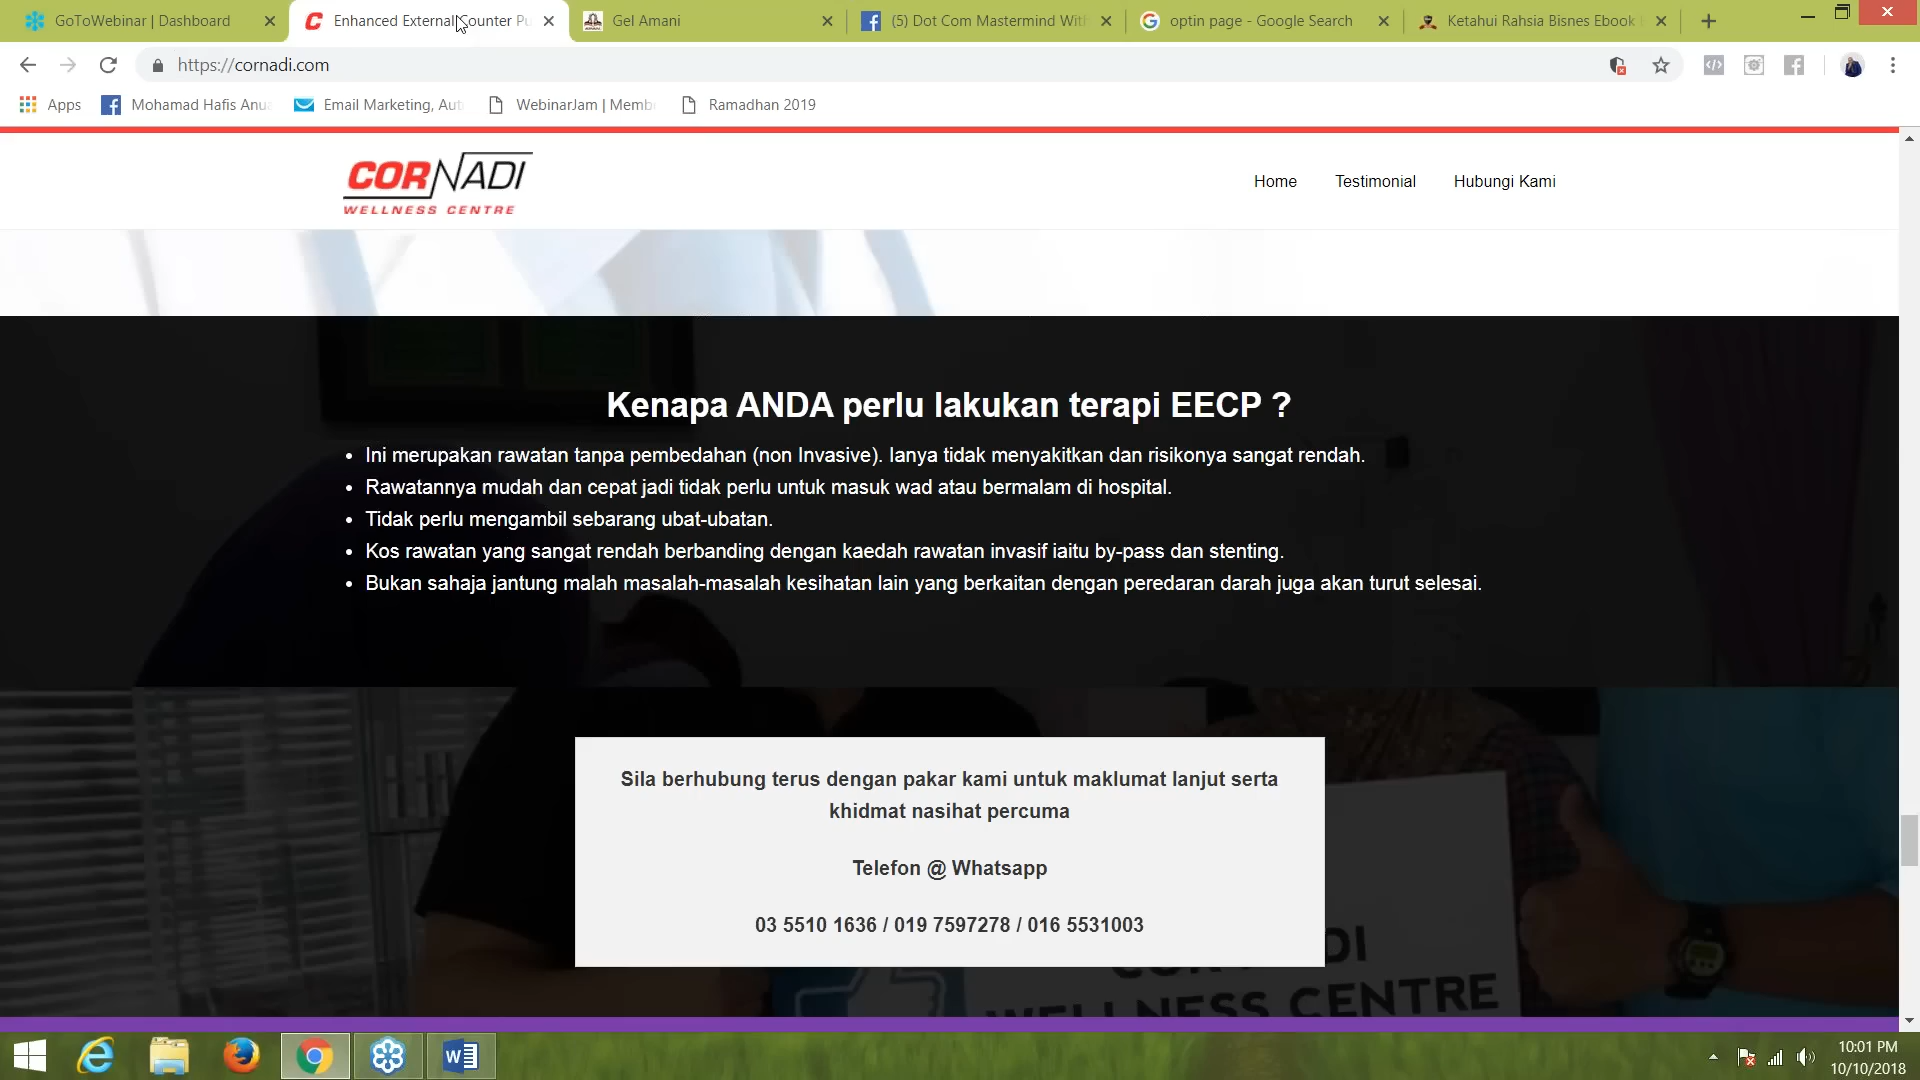 GoToWebinar | Dashboard
Enhanced External Counter Pu
Gel Amani
(5) Dot Com Mastermind With
optin page - Google Search
Ketahui Rahsia Bisnes Ebook
https://cornadi.com
Apps
Mohamad Hafis Anua
Email Marketing, Aut
WebinarJam | Memb
Ramadhan 2019
CORNADI
WELLNESS CENTRE
Home
Testimonial
Hubungi Kami
Kenapa ANDA perlu lakukan terapi EECP ?
• Ini merupakan rawatan tanpa pembedahan (non Invasive). Ianya tidak menyakitkan dan risikonya sangat rendah.
• Rawatannya mudah dan cepat jadi tidak perlu untuk masuk wad atau bermalam di hospital.
• Tidak perlu mengambil sebarang ubat-ubatan.
• Kos rawatan yang sangat rendah berbanding dengan kaedah rawatan invasif iaitu by-pass dan stenting.
• Bukan sahaja jantung malah masalah-masalah kesihatan lain yang berkaitan dengan peredaran darah juga akan turut selesai.
Sila berhubung terus dengan pakar kami untuk maklumat lanjut serta
khidmat nasihat percuma
Telefon @ Whatsapp
03 5510 1636 / 019 7597278 / 016 5531003
WELLNESS CENTRE
10:01 PM
10/10/2018